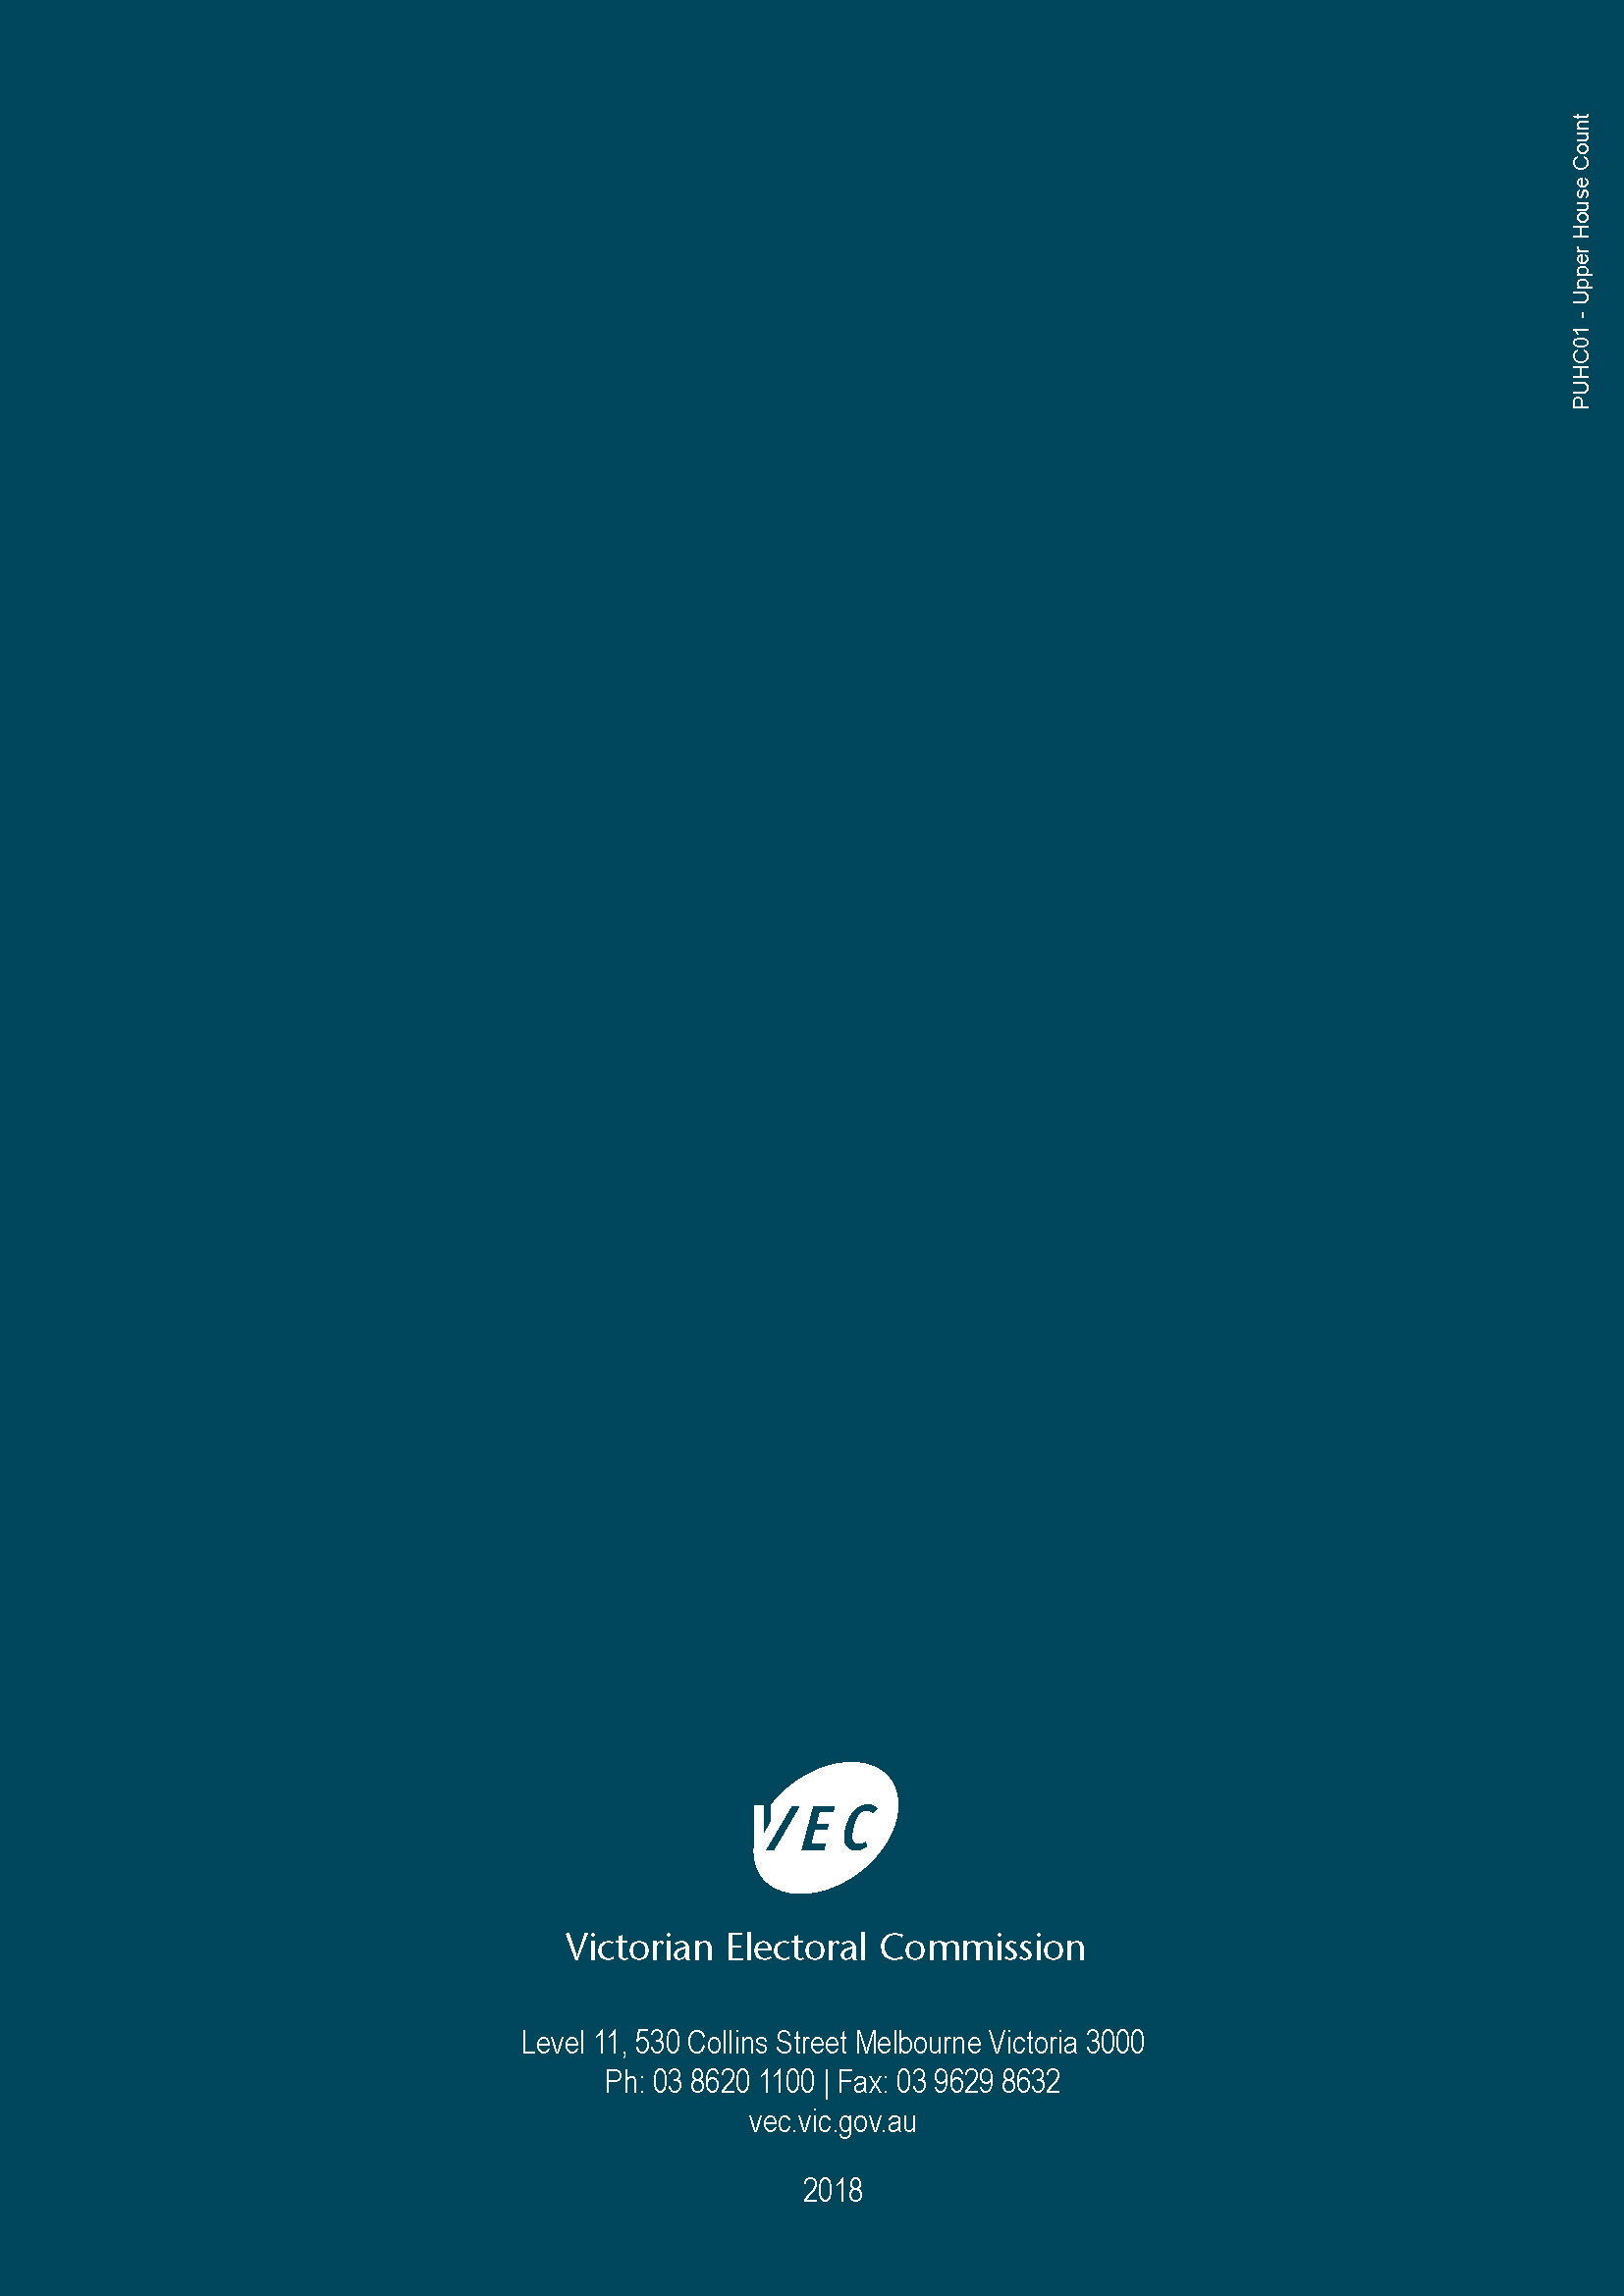 PUHC01 - Upper House Count
VEC
Victorian Electoral Commission
Level 11, 530 Collins Street Melbourne Victoria 3000
Ph: 03 8620 1100 | Fax: 03 9629 8632
vec.vic.gov.au
2018